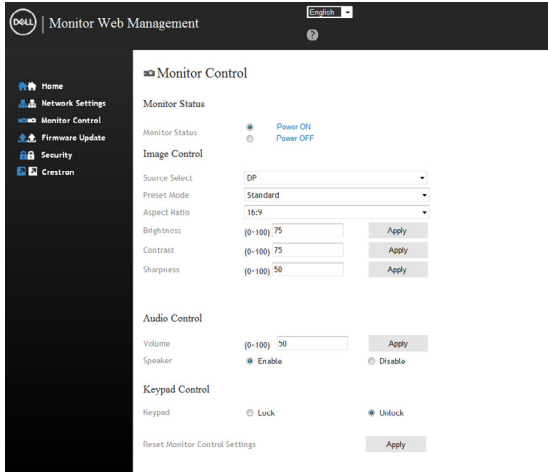 DELL
Monitor Web Management
English
?
Home
Network Settings
Monitor Control
Firmware Update
Security
Crestron
Monitor Control
Monitor Status
Monitor Status Power ON
Power OFF
Image Control
Source Select DP
Preset Mode Standard
Aspect Ratio 16:9
Brightness (0~100) 75 Apply
Contrast (0~100) 75 Apply
Sharpness (0~100) 50 Apply
Audio Control
Volume (0~100) 50 Apply
Speaker Enable Disable
Keypad Control
Keypad Lock Unlock
Reset Monitor Control Settings Apply